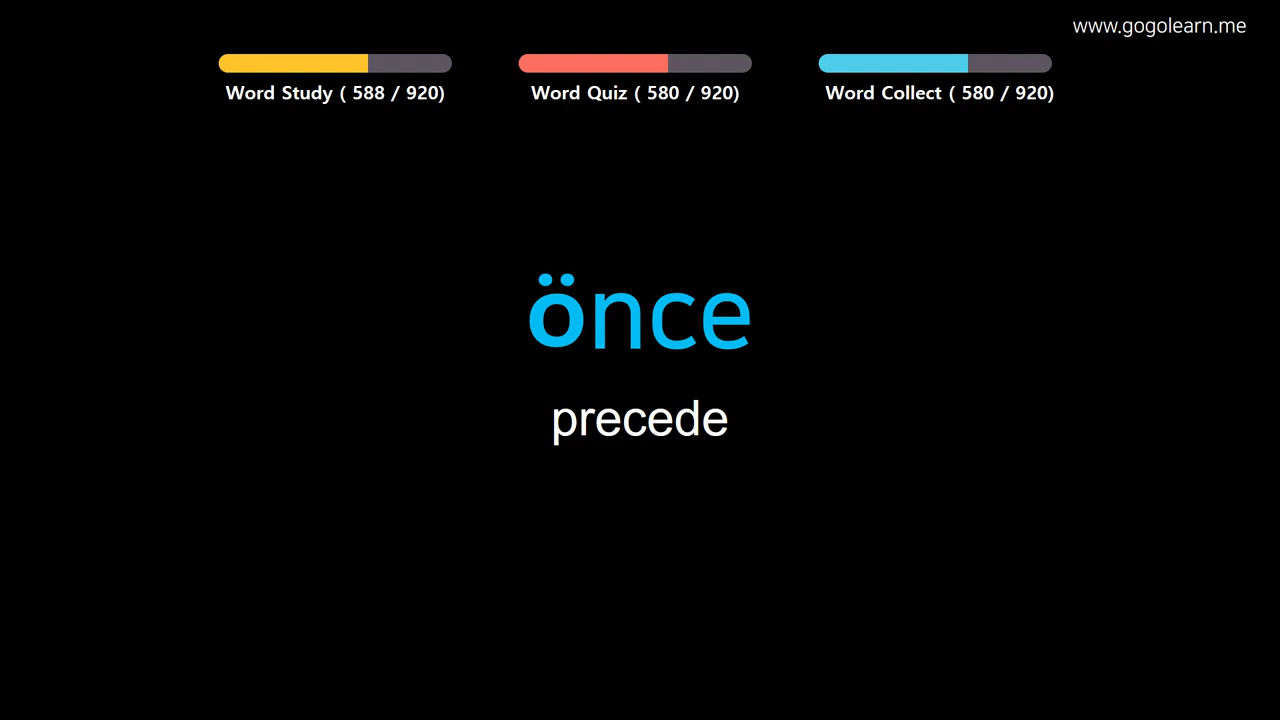 www.gogolearn.me
Word Study ( 588 / 920)
Word Quiz ( 580 / 920)
Word Collect ( 580 / 920)
önce
precede